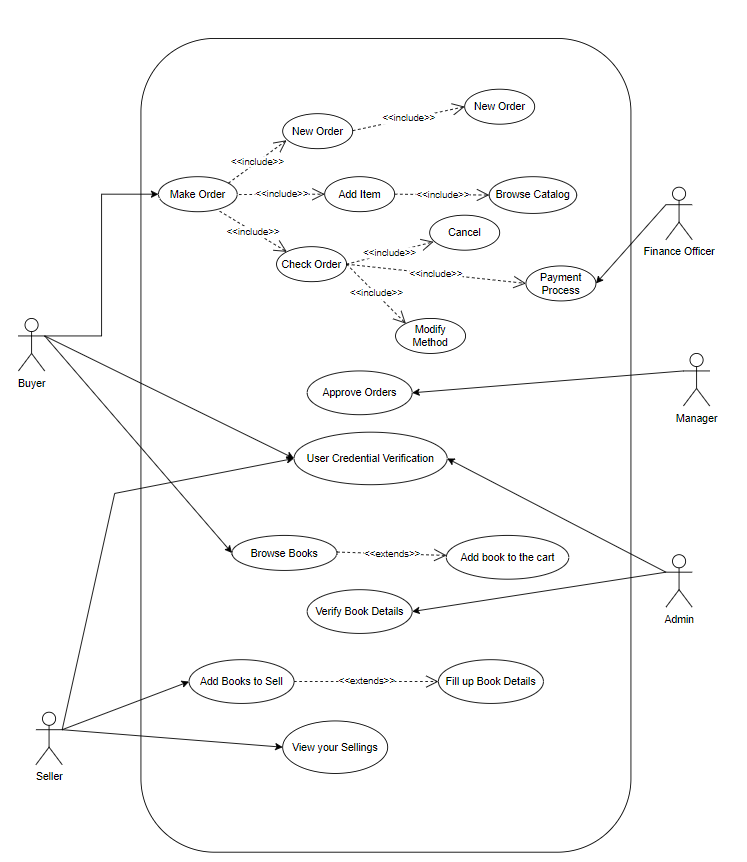 New Order
<<include>>
New Order
<<include>>
Make Order
<<include>>
Add Item
<<include>>
Browse Catalog
<<include>>
Cancel
<<include>>
Check Order
<<include>>
Payment
Process
<<include>>
Modify
Method
Finance Officer
Buyer
Approve Orders
Manager
User Credential Verification
Browse Books
<<extends>>
Add book to the cart
Verify Book Details
Admin
Add Books to Sell
<<extends>>
Fill up Book Details
View your Sellings
Seller